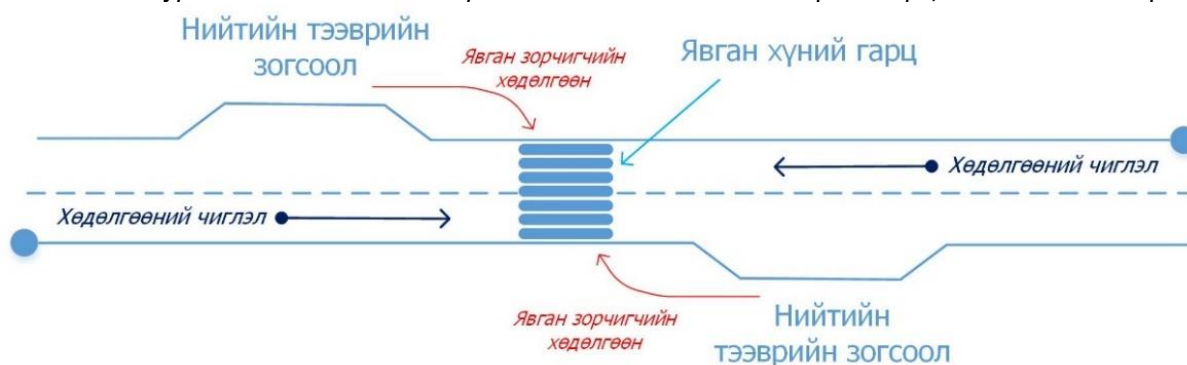 Нийтийн тээврийн
зогсоол
Явган зорчигчийн
хөдөлгөөн
Явган хүний гарц
Хөдөлгөөний чиглэл
Хөдөлгөөний чиглэл
Явган зорчигчийн
хөдөлгөөн
Нийтийн
тээврийн зогсоол